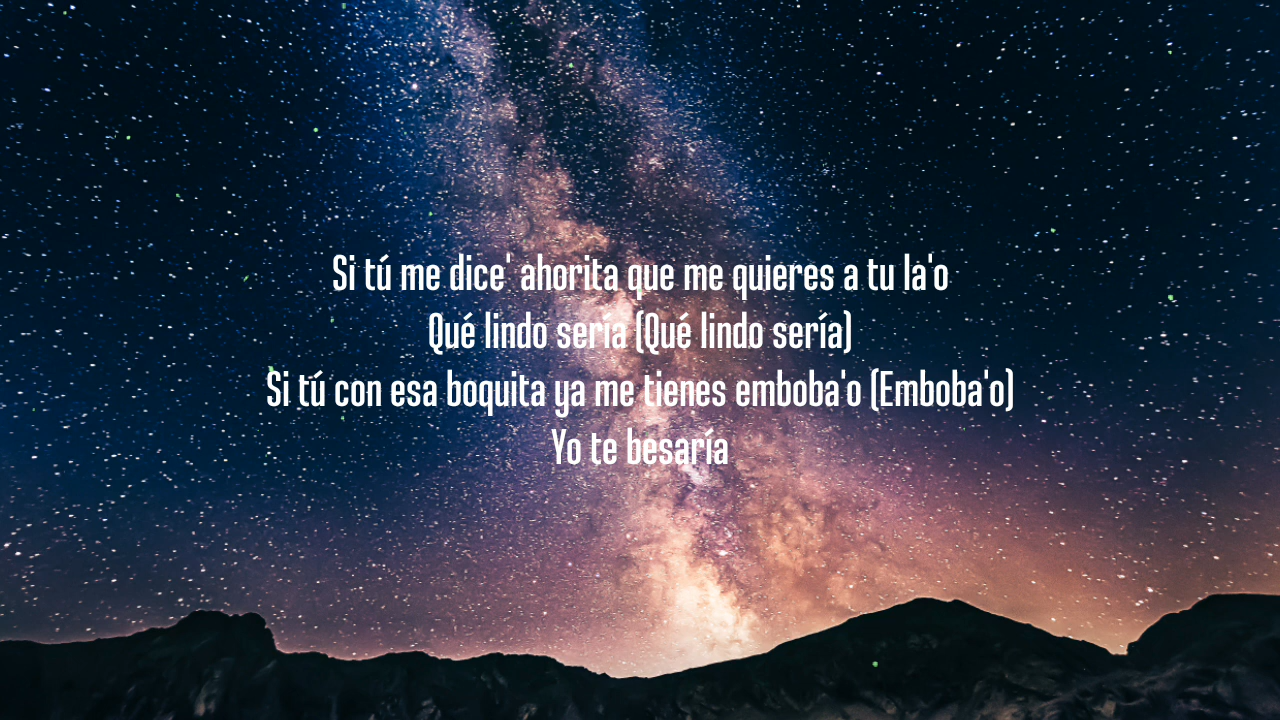 Si tú me dice' ahorita que me quieres a tu la'o
Qué lindo sería (Qué lindo sería)
Si tú con esa boquita ya me tienes emboba'o (Emboba'o)
Yo te besaría